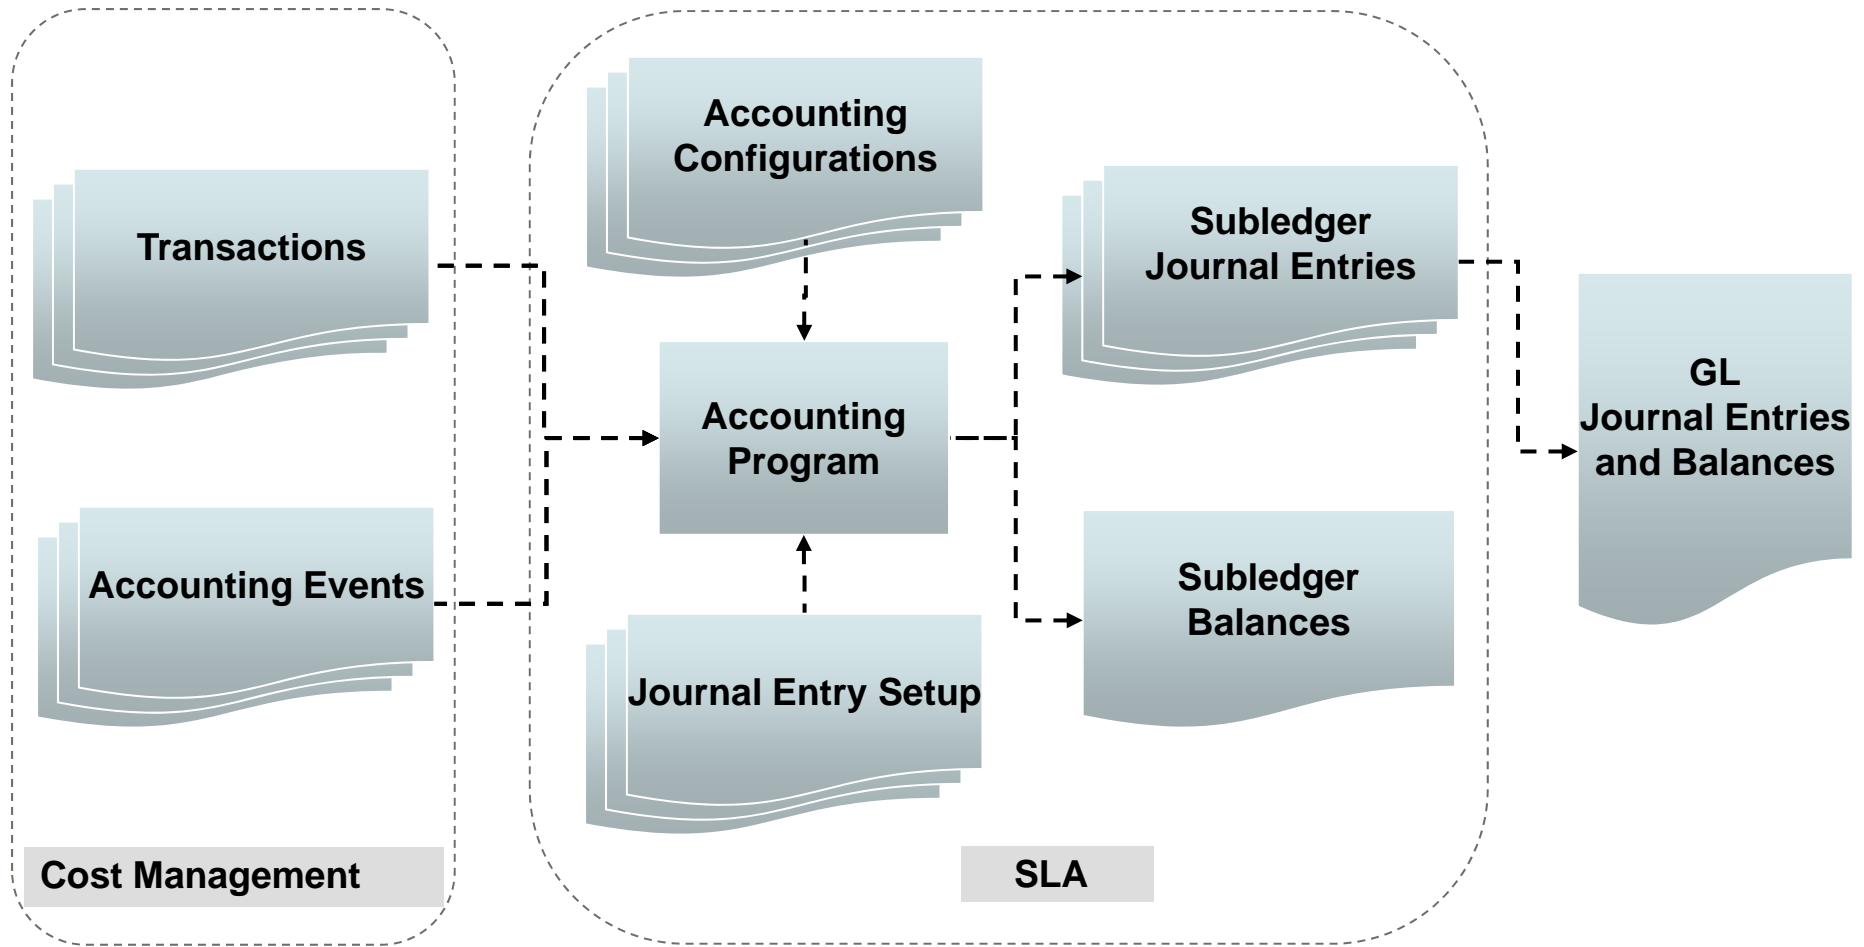 Transactions
Accounting Events
Cost Management
Accounting
Configurations
Accounting
Program
Journal Entry Setup
Subledger
Journal Entries
Subledger
Balances
SLA
GL
Journal Entries
and Balances